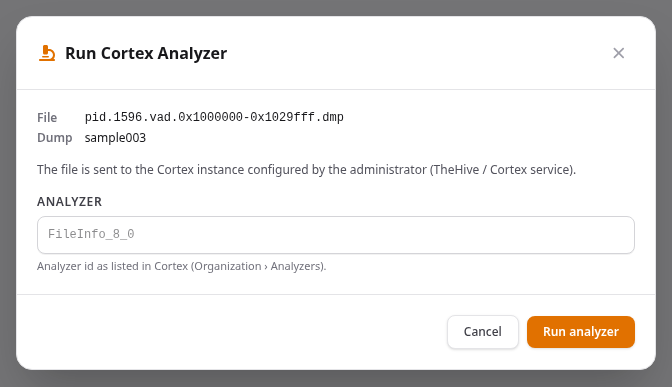 Run Cortex Analyzer
File pid.1596.vad.0x1000000-0x1029fff.dmp
Dump sample003
The file is sent to the Cortex instance configured by the administrator (TheHive / Cortex service).
ANALYZER
FileInfo_8_0
Analyzer id as listed in Cortex (Organization › Analyzers).
Cancel Run analyzer